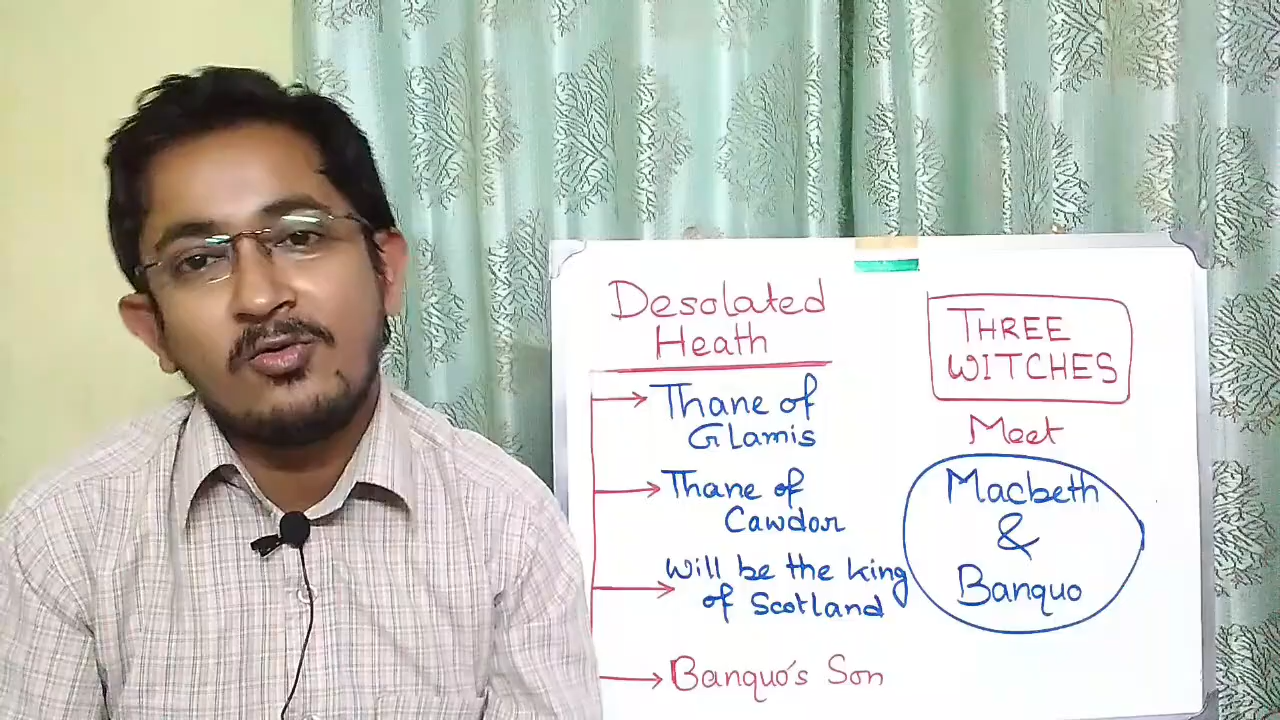 Desolated
Heath
Thane of
Glamis
Thane of
Cawdor
Will be the king
of Scotland
Banquo's Son
THREE
WITCHES
Meet
Macbeth
&
Banquo